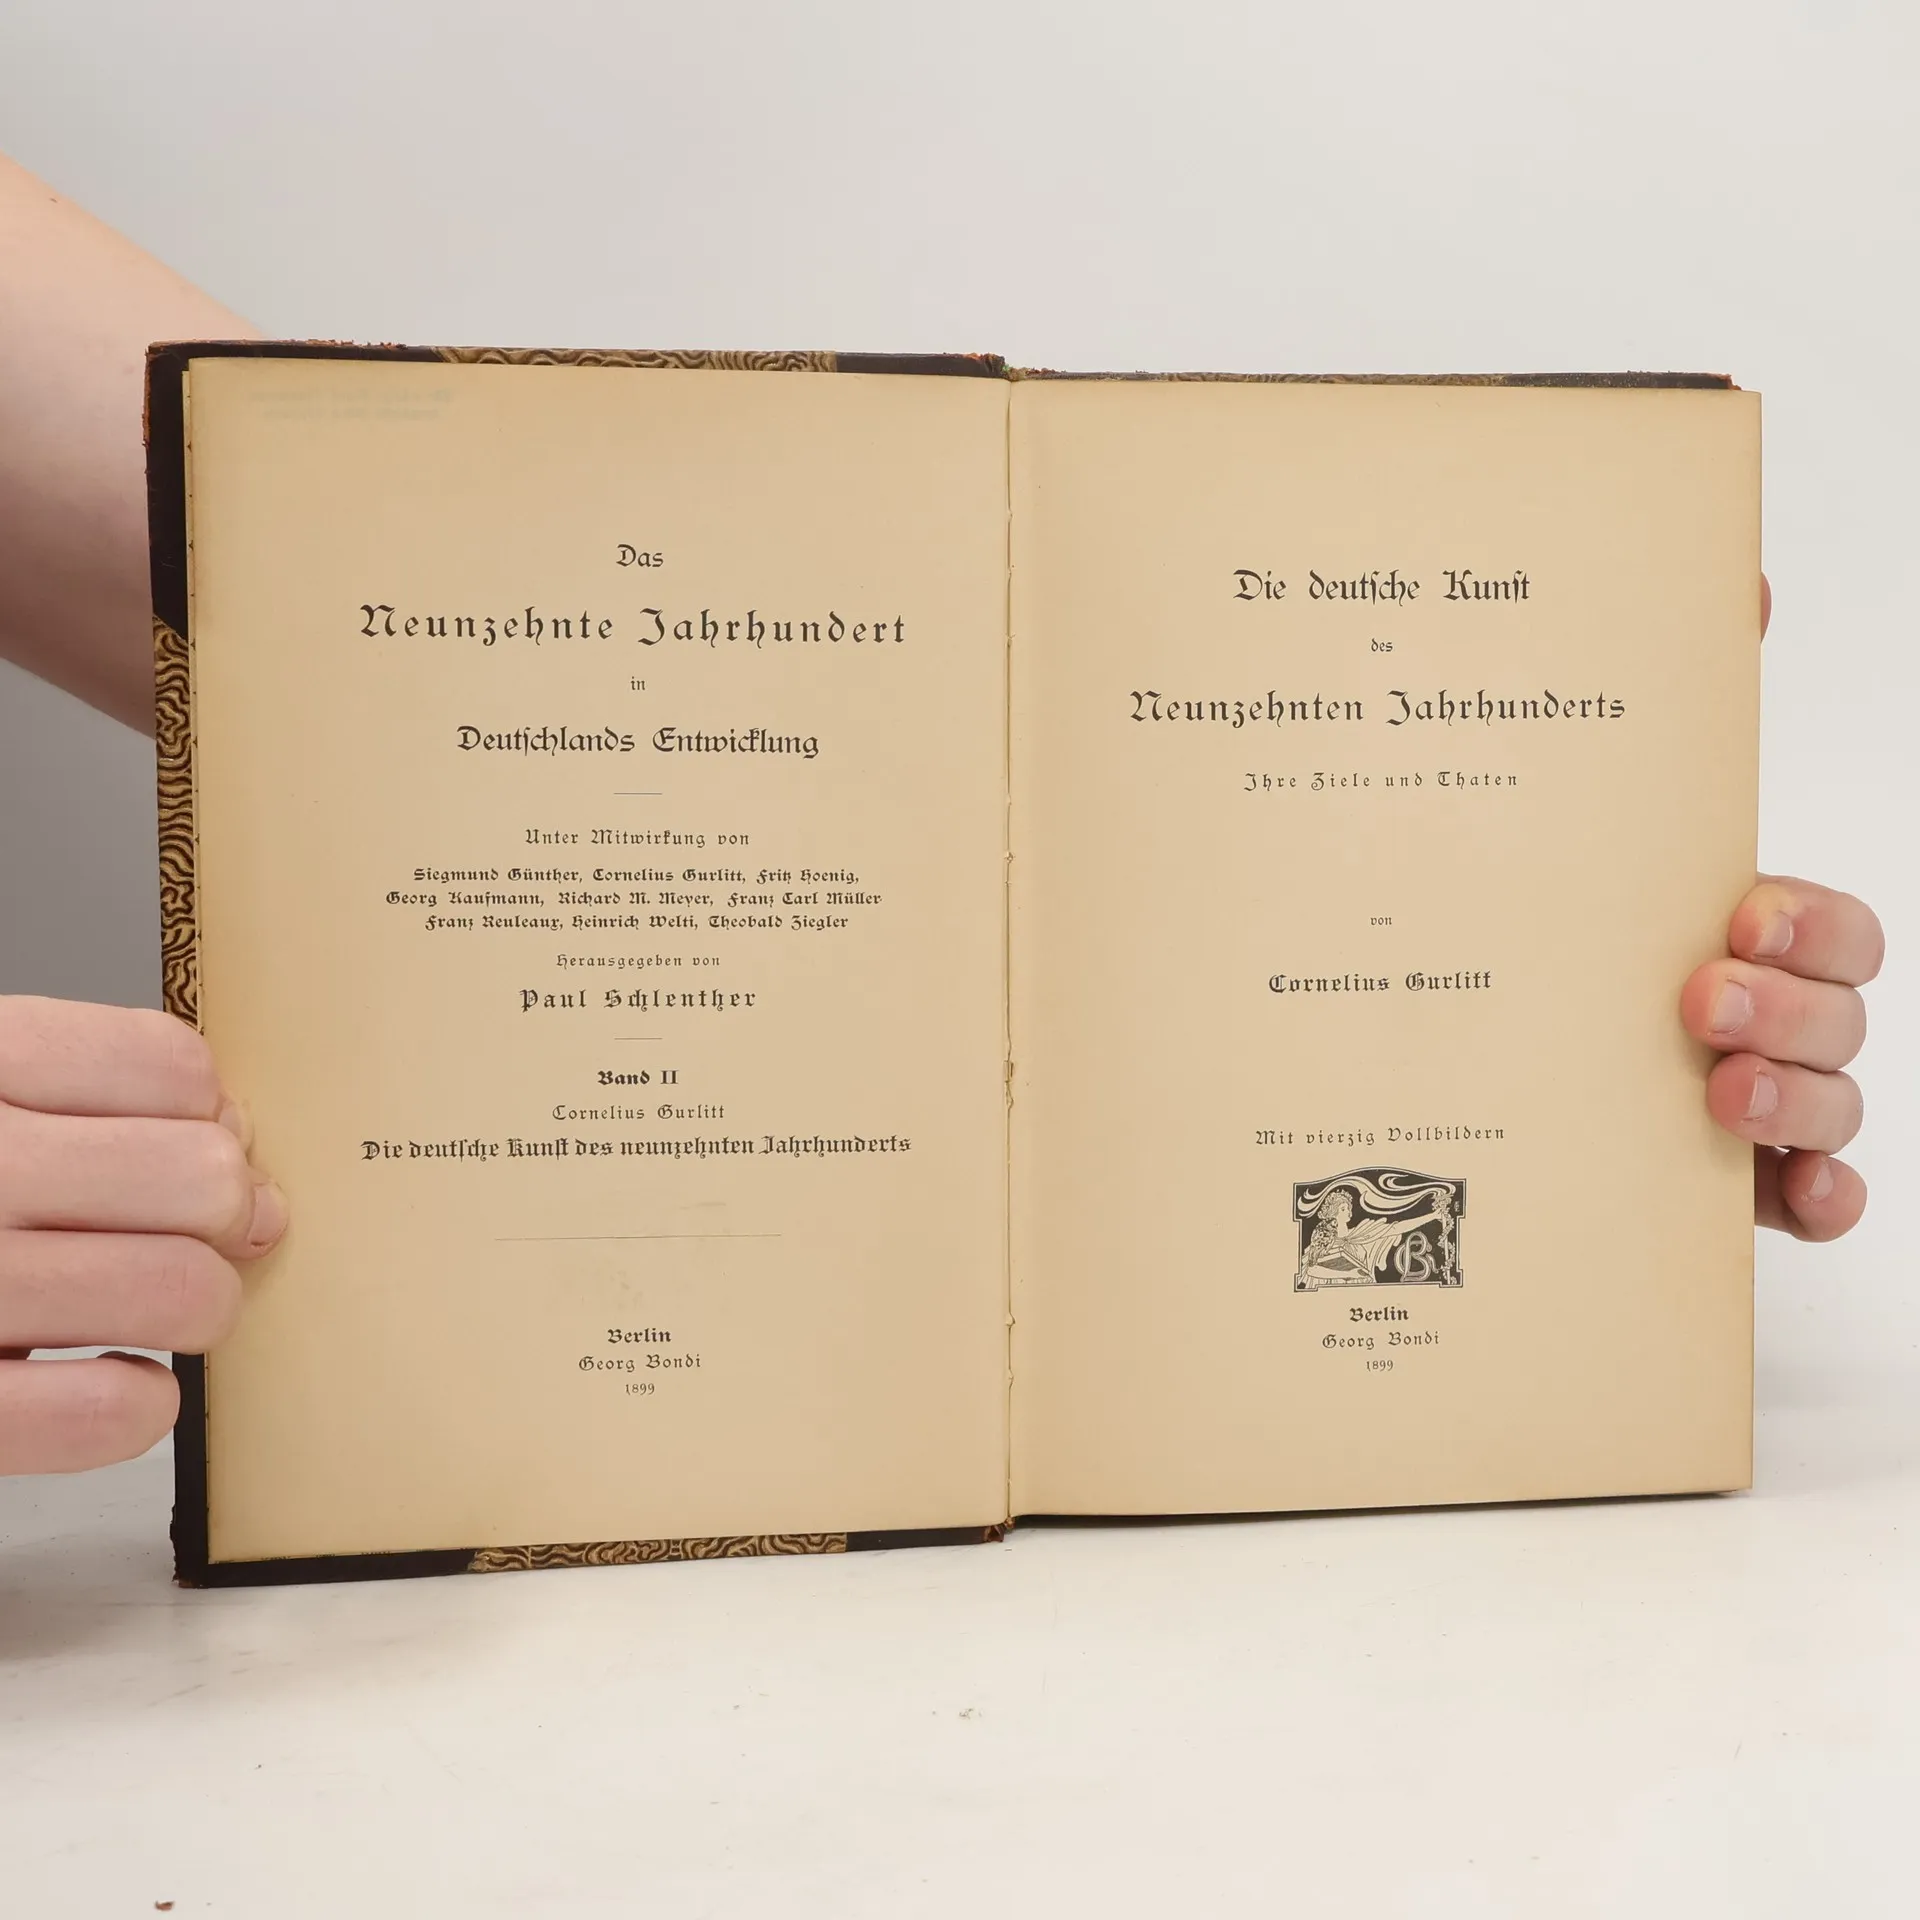 Das
Neunzehnte Jahrhundert
in
Deutschlands Entwicklung
Unter Mitwirkung von
Siegmund Günther, Cornelius Gurlitt, Fritz Hoenig,
Georg Kaufmann, Richard M. Meyer, Franz Carl Müller
Franz Reuleaux, Heinrich Welti, Theobald Ziegler
Herausgegeben von
Paul Schlenther
Band II
Cornelius Gurlitt
Die deutſche Kunſt des neunzehnten Jahrhunderts
Berlin
Georg Bondi
1899
Die deutſche Kunſt
des
Neunzehnten Jahrhunderts
Ihre Ziele und Thaten
von
Cornelius Gurlitt
Mit vierzig Vollbildern
GB
Berlin
Georg Bondi
1899